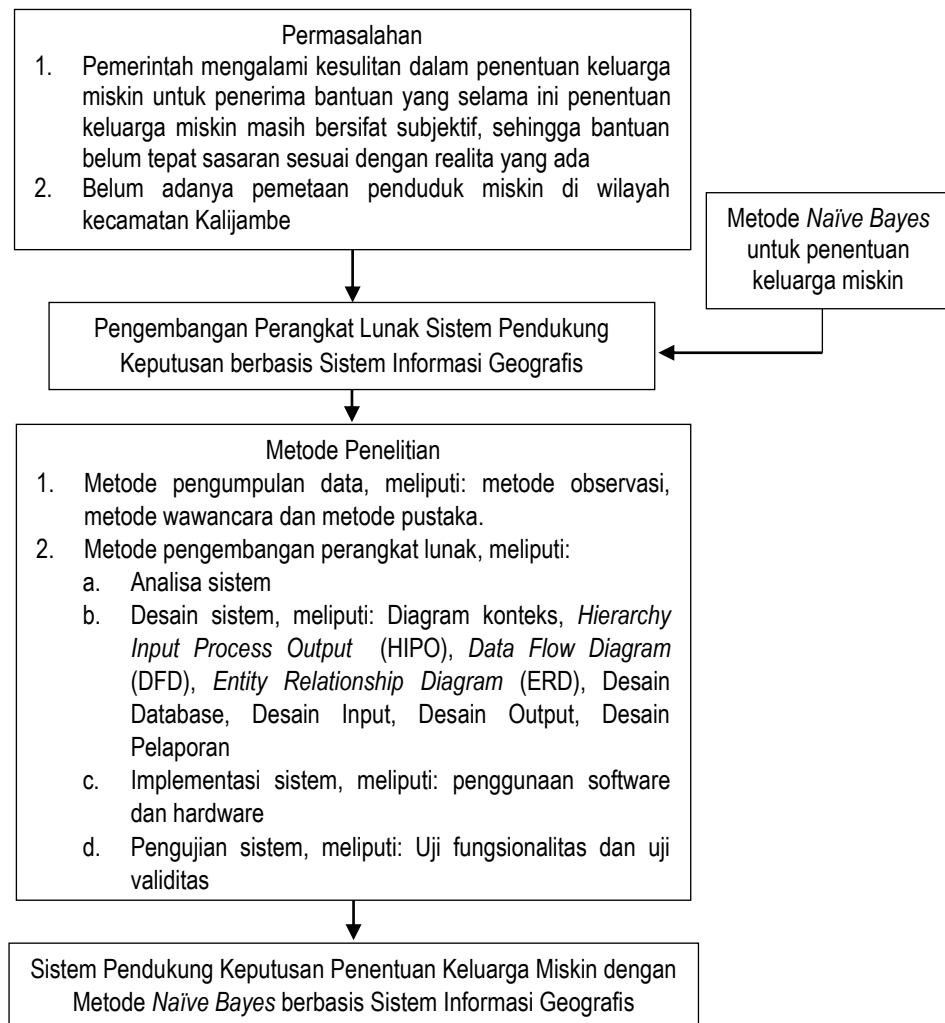 Permasalahan
1. Pemerintah mengalami kesulitan dalam penentuan keluarga
miskin untuk penerima bantuan yang selama ini penentuan
keluarga miskin masih bersifat subjektif, sehingga bantuan
belum tepat sasaran sesuai dengan realita yang ada
2. Belum adanya pemetaan penduduk miskin di wilayah
kecamatan Kalijambe
Metode Naïve Bayes
untuk penentuan
keluarga miskin
Pengembangan Perangkat Lunak Sistem Pendukung
Keputusan berbasis Sistem Informasi Geografis
Metode Penelitian
1. Metode pengumpulan data, meliputi: metode observasi,
metode wawancara dan metode pustaka.
2. Metode pengembangan perangkat lunak, meliputi:
a. Analisa sistem
b. Desain sistem, meliputi: Diagram konteks, Hierarchy
Input Process Output (HIPO), Data Flow Diagram
(DFD), Entity Relationship Diagram (ERD), Desain
Database, Desain Input, Desain Output, Desain
Pelaporan
c. Implementasi sistem, meliputi: penggunaan software
dan hardware
d. Pengujian sistem, meliputi: Uji fungsionalitas dan uji
validitas
Sistem Pendukung Keputusan Penentuan Keluarga Miskin dengan
Metode Naïve Bayes berbasis Sistem Informasi Geografis